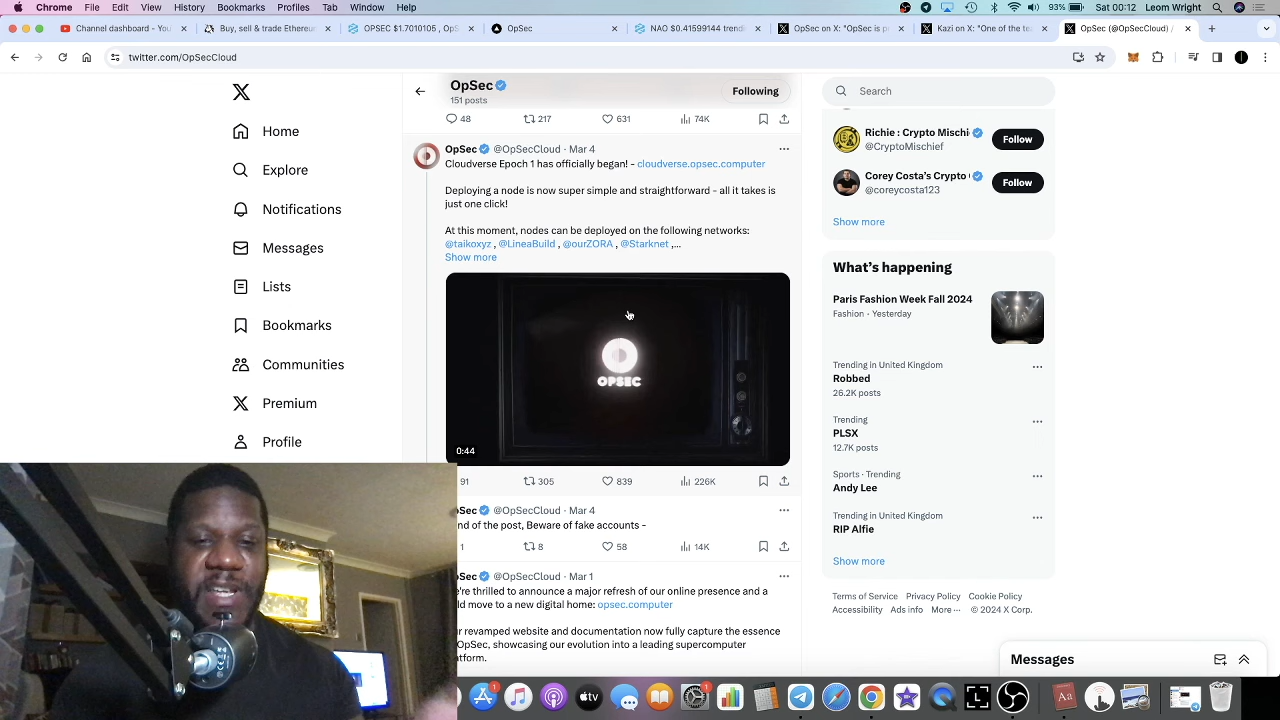 Chrome File Edit View History Bookmarks Profiles Tab Window Help
93% Sat 00:12 Leom Wright
Channel dashboard - You
Buy, sell & trade Ethereu
OPSEC $1.7010105 , OpS
OpSec
NAO $0.41599144 trendi
OpSec on X: "OpSec is p
Kazi on X: "One of the te
OpSec (@OpSecCloud) /
twitter.com/OpSecCloud
Home
Explore
Notifications
Messages
Lists
Bookmarks
Communities
Premium
Profile
OpSec
151 posts
Following
48 217 631 74K
OpSec @OpSecCloud · Mar 4
Cloudverse Epoch 1 has officially began! - cloudverse.opsec.computer
Deploying a node is now super simple and straightforward - all it takes is
just one click!
At this moment, nodes can be deployed on the following networks:
@taikoxyz , @LineaBuild , @ourZORA , @Starknet ,...
Show more
OPSEC
0:44
91 305 839 226K
Sec @OpSecCloud · Mar 4
nd of the post, Beware of fake accounts –
1 8 58 14K
Sec @OpSecCloud · Mar 1
're thrilled to announce a major refresh of our online presence and a
ld move to a new digital home: opsec.computer
ur revamped website and documentation now fully capture the essence
OpSec, showcasing our evolution into a leading supercomputer
atform.
Search
Richie : Crypto Mischi
@CryptoMischief
Follow
Corey Costa's Crypto
@coreycosta123
Follow
Show more
What's happening
Paris Fashion Week Fall 2024
Fashion · Yesterday
Trending in United Kingdom
Robbed
26.2K posts
Trending
PLSX
12.7K posts
Sports · Trending
Andy Lee
Trending in United Kingdom
RIP Alfie
Show more
Terms of Service Privacy Policy Cookie Policy
Accessibility Ads info More ··· © 2024 X Corp.
Messages